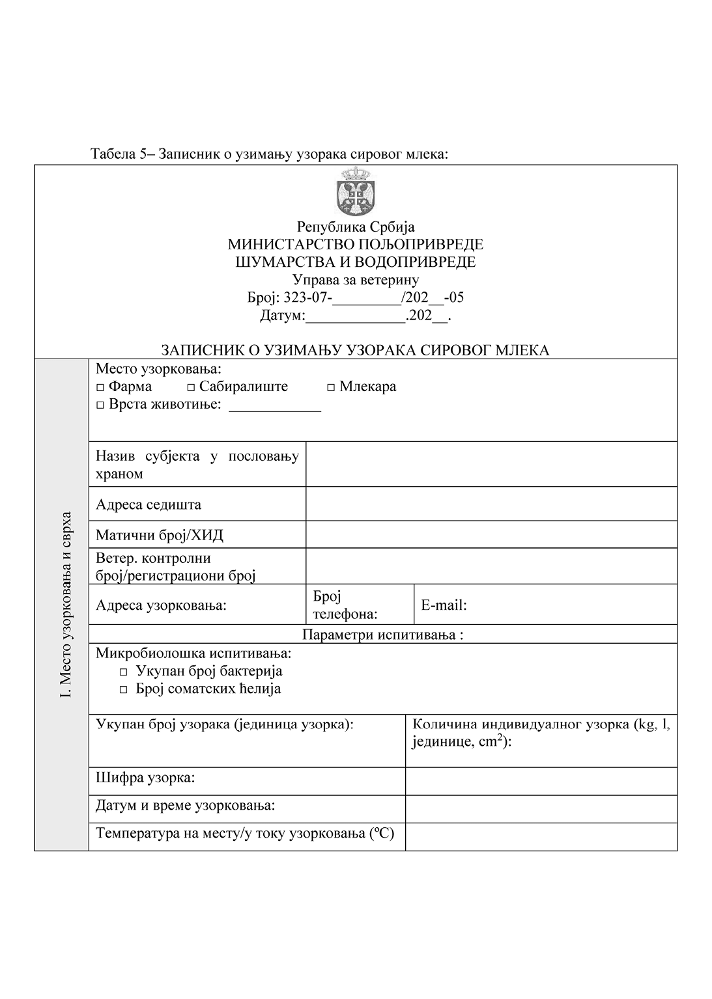 Табела 5– Записник о узимању узорака сировог млека:
Република Србија
МИНИСТАРСТВО ПОЉОПРИВРЕДЕ
ШУМАРСТВА И ВОДОПРИВРЕДЕ
Управа за ветерину
Број: 323-07-_________/202__-05
Датум:_____________.202__.
ЗАПИСНИК О УЗИМАЊУ УЗОРАКА СИРОВОГ МЛЕКА
I. Место узорковања и сврха
Место узорковања:
□ Фарма □ Сабиралиште □ Млекара
□ Врста животиње: ____________
Назив субјекта у пословању
храном
Адреса седишта
Матични број/ХИД
Ветер. контролни
број/регистрациони број
Адреса узорковања:
Број
телефона:
E-mail:
Параметри испитивања :
Микробиолошка испитивања:
□ Укупан број бактерија
□ Број соматских ћелија
Укупан број узорака (јединица узорка):
Количина индивидуалног узорка (kg, l,
јединице, cm²):
Шифра узорка:
Датум и време узорковања:
Температура на месту/у току узорковања (ºC)